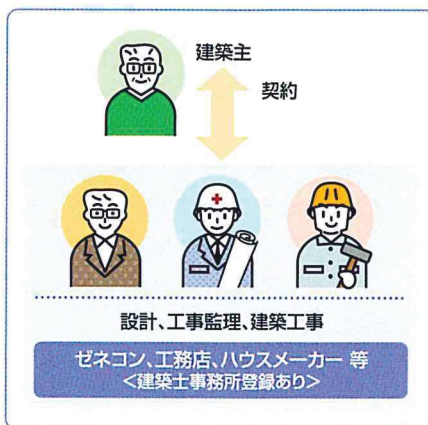 建築主
契約
設計、工事監理、建築工事
ゼネコン、工務店、ハウスメーカー 等
<建築士事務所登録あり>